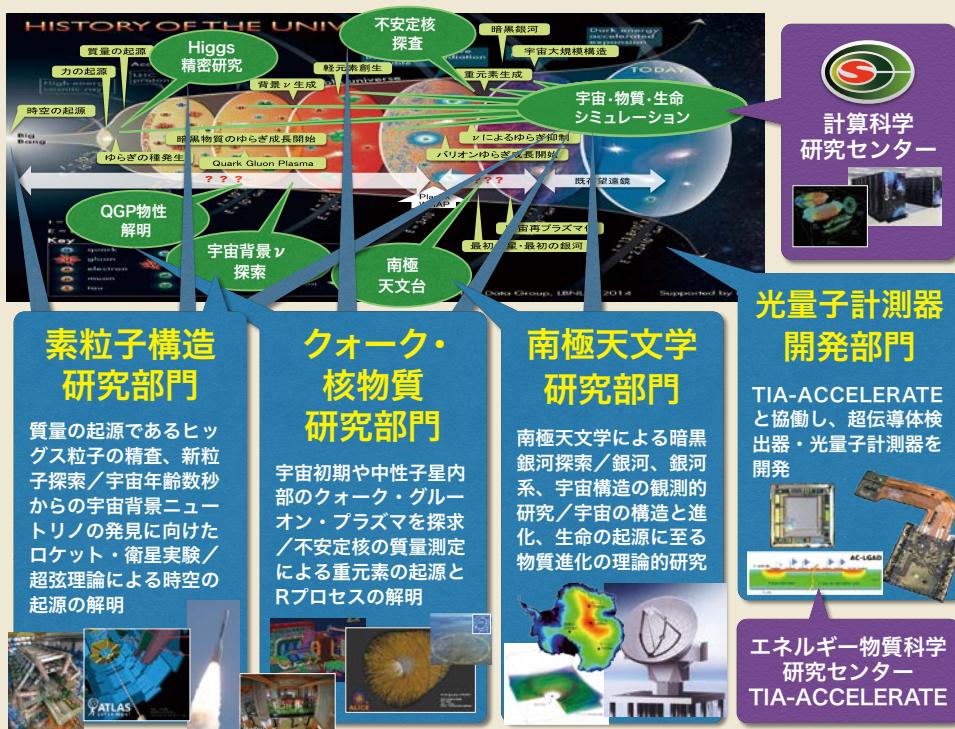 HISTORY OF THE UNI
Dark energy
accelerated
expansion
TODAY
質量の起源
力の起源
時空の起源
Big
Bang
Higgs
精密研究
背景ν生成
軽元素創生
不安定核
探査
暗黒銀河
宇宙大規模構造
重元素生成
宇宙・物質・生命
シミュレーション
暗黒物質のゆらぎ成長開始
ゆらぎの種発生
Quark Gluon Plasma
νによるゆらぎ抑制
バリオンゆらぎ成長開始
???
???
既存望遠鏡
QGP物性
解明
宇宙背景ν
探索
南極
天文台
宇宙再プラズマ化
最初の星・最初の銀河
Key
quark
gluon
electron
muon
tau
Data Group, LBNL
2014
Supported by
計算科学
研究センター
素粒子構造
研究部門
質量の起源であるヒッ
グス粒子の精査、新粒
子探索／宇宙年齢数秒
からの宇宙背景ニュー
トリノの発見に向けた
ロケット・衛星実験／
超弦理論による時空の
起源の解明
ATLAS
クォーク・
核物質
研究部門
宇宙初期や中性子星内
部のクォーク・グルー
オン・プラズマを探求
／不安定核の質量測定
による重元素の起源と
Rプロセスの解明
ALICE
南極天文学
研究部門
南極天文学による暗黒
銀河探索／銀河、銀河
系、宇宙構造の観測的
研究／宇宙の構造と進
化、生命の起源に至る
物質進化の理論的研究
光量子計測器
開発部門
TIA-ACCELERATE
と協働し、超伝導体検
出器・光量子計測器を
開発
AC-LGAD
エネルギー物質科学
研究センター
TIA-ACCELERATE